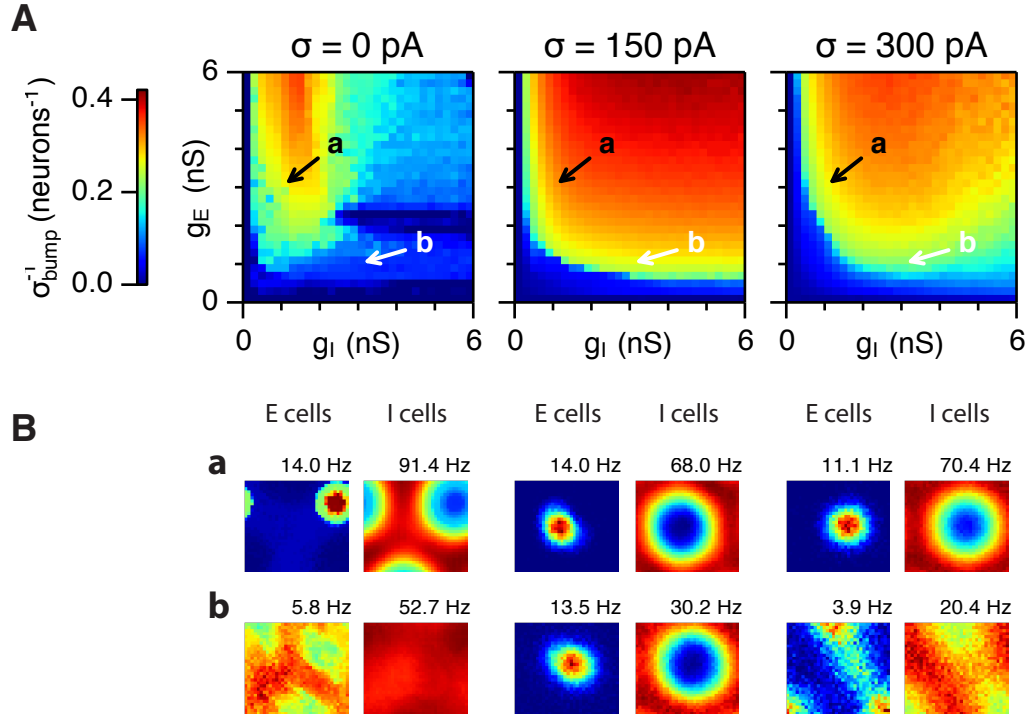 A
σ = 0 pA
σ = 150 pA
σ = 300 pA
σ⁻¹bump (neurons⁻¹)
0.4
0.2
0.0
gE (nS)
6
0
a
b
a
b
a
b
0
6
0
6
0
6
gI (nS)
gI (nS)
gI (nS)
B
E cells
I cells
E cells
I cells
E cells
I cells
a
14.0 Hz
91.4 Hz
14.0 Hz
68.0 Hz
11.1 Hz
70.4 Hz
b
5.8 Hz
52.7 Hz
13.5 Hz
30.2 Hz
3.9 Hz
20.4 Hz